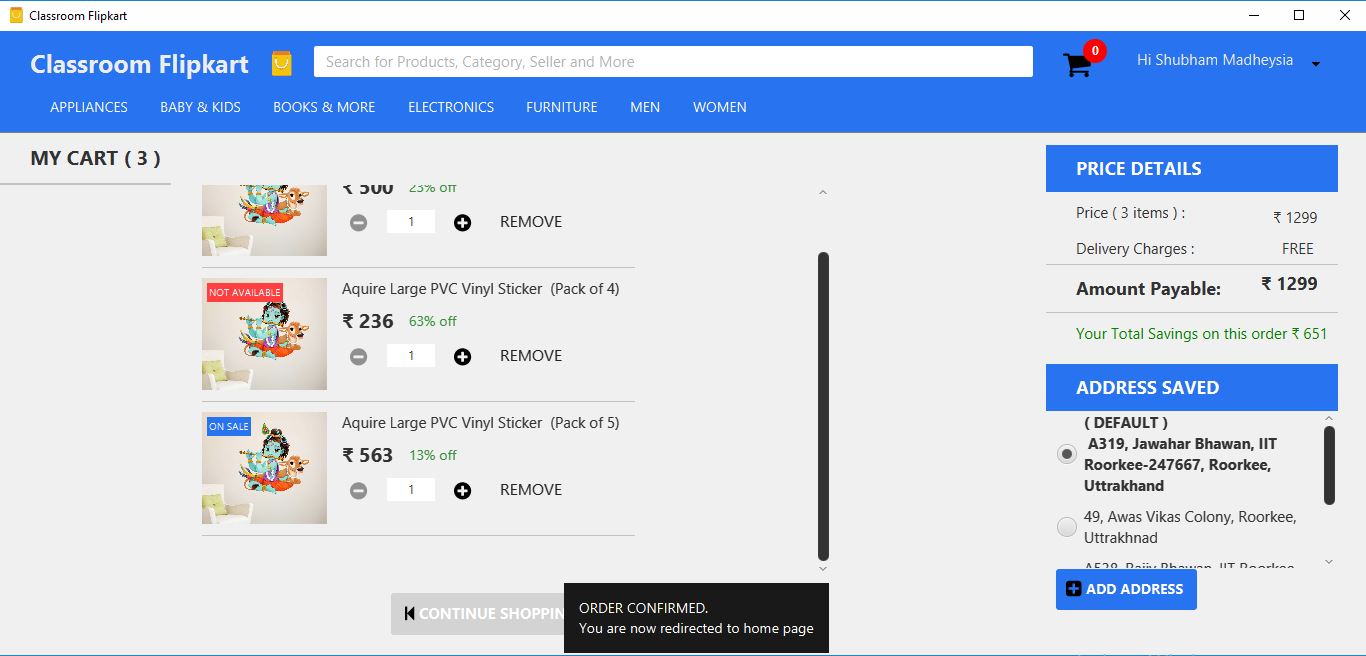 Classroom Flipkart
Classroom Flipkart
Search for Products, Category, Seller and More
0
Hi Shubham Madheysia
APPLIANCES BABY & KIDS BOOKS & MORE ELECTRONICS FURNITURE MEN WOMEN
MY CART ( 3 )
₹ 500 23% off
1 REMOVE
NOT AVAILABLE
Aquire Large PVC Vinyl Sticker (Pack of 4)
₹ 236 63% off
1 REMOVE
ON SALE
Aquire Large PVC Vinyl Sticker (Pack of 5)
₹ 563 13% off
1 REMOVE
CONTINUE SHOPPIN
ORDER CONFIRMED.
You are now redirected to home page
PRICE DETAILS
Price ( 3 items ) : ₹ 1299
Delivery Charges : FREE
Amount Payable: ₹ 1299
Your Total Savings on this order ₹ 651
ADDRESS SAVED
( DEFAULT )
A319, Jawahar Bhawan, IIT
Roorkee-247667, Roorkee,
Uttrakhand
49, Awas Vikas Colony, Roorkee,
Uttrakhnad
Bhawan, IIT Roorkee
ADD ADDRESS